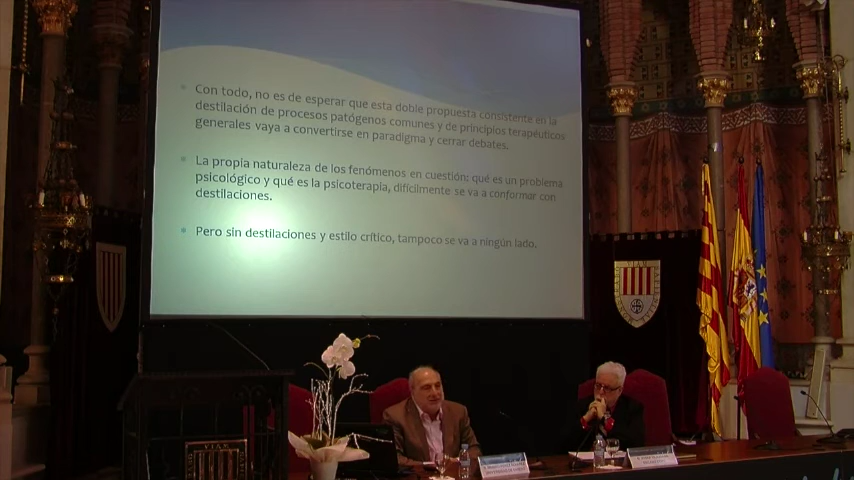 Con todo, no es de esperar que esta doble propuesta consistente en la
destilación de procesos patógenos comunes y de principios terapéuticos
generales vaya a convertirse en paradigma y cerrar debates.
La propia naturaleza de los fenómenos en cuestión: qué es un problema
psicológico y qué es la psicoterapia, difícilmente se va a conformar con
destilaciones.
Pero sin destilaciones y estilo crítico, tampoco se va a ningún lado.